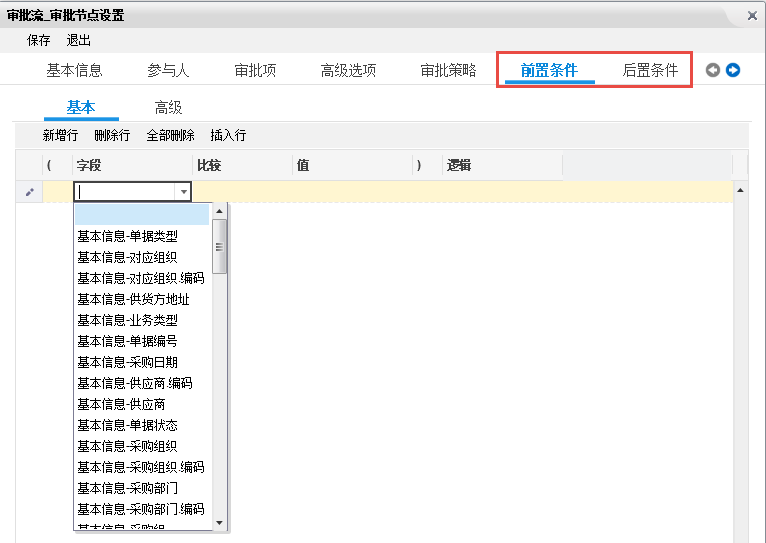 审批流_审批节点设置
保存 退出
基本信息 参与人 审批项 高级选项 审批策略 前置条件 后置条件
基本 高级
新增行 删除行 全部删除 插入行
( 字段 比较 值 ) 逻辑
基本信息-单据类型
基本信息-对应组织
基本信息-对应组织.编码
基本信息-供货方地址
基本信息-业务类型
基本信息-单据编号
基本信息-采购日期
基本信息-供应商.编码
基本信息-供应商
基本信息-单据状态
基本信息-采购组织
基本信息-采购组织.编码
基本信息-采购部门
基本信息-采购部门.编码
基本信息-采购组